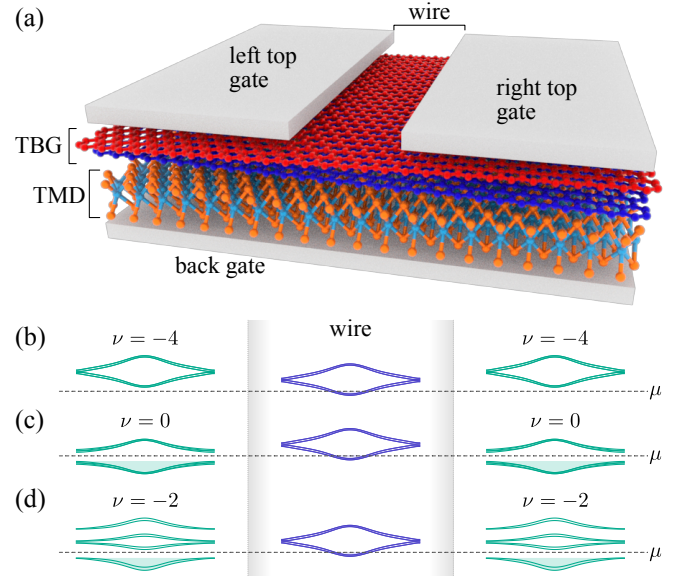 (a)
wire
left top
gate
right top
gate
TBG
TMD
back gate
(b)
wire
ν = −4
ν = −4
μ
(c)
ν = 0
ν = 0
μ
(d)
ν = −2
ν = −2
μ